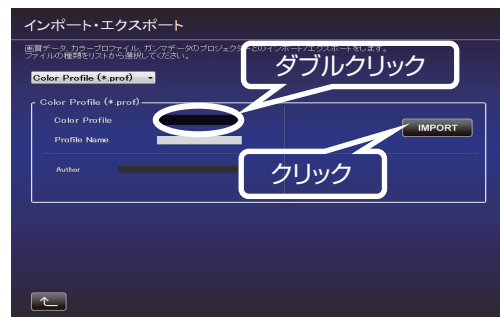 インポート・エクスポート
画質データ、カラープロファイル、ガンマデータのプロジェクターとのインポート/エクスポートをします。
ファイルの種類をリストから選択してください。
ダブルクリック
Color Profile (*.prof)
Color Profile (*.prof)
Color Profile
IMPORT
Profile Name
クリック
Author